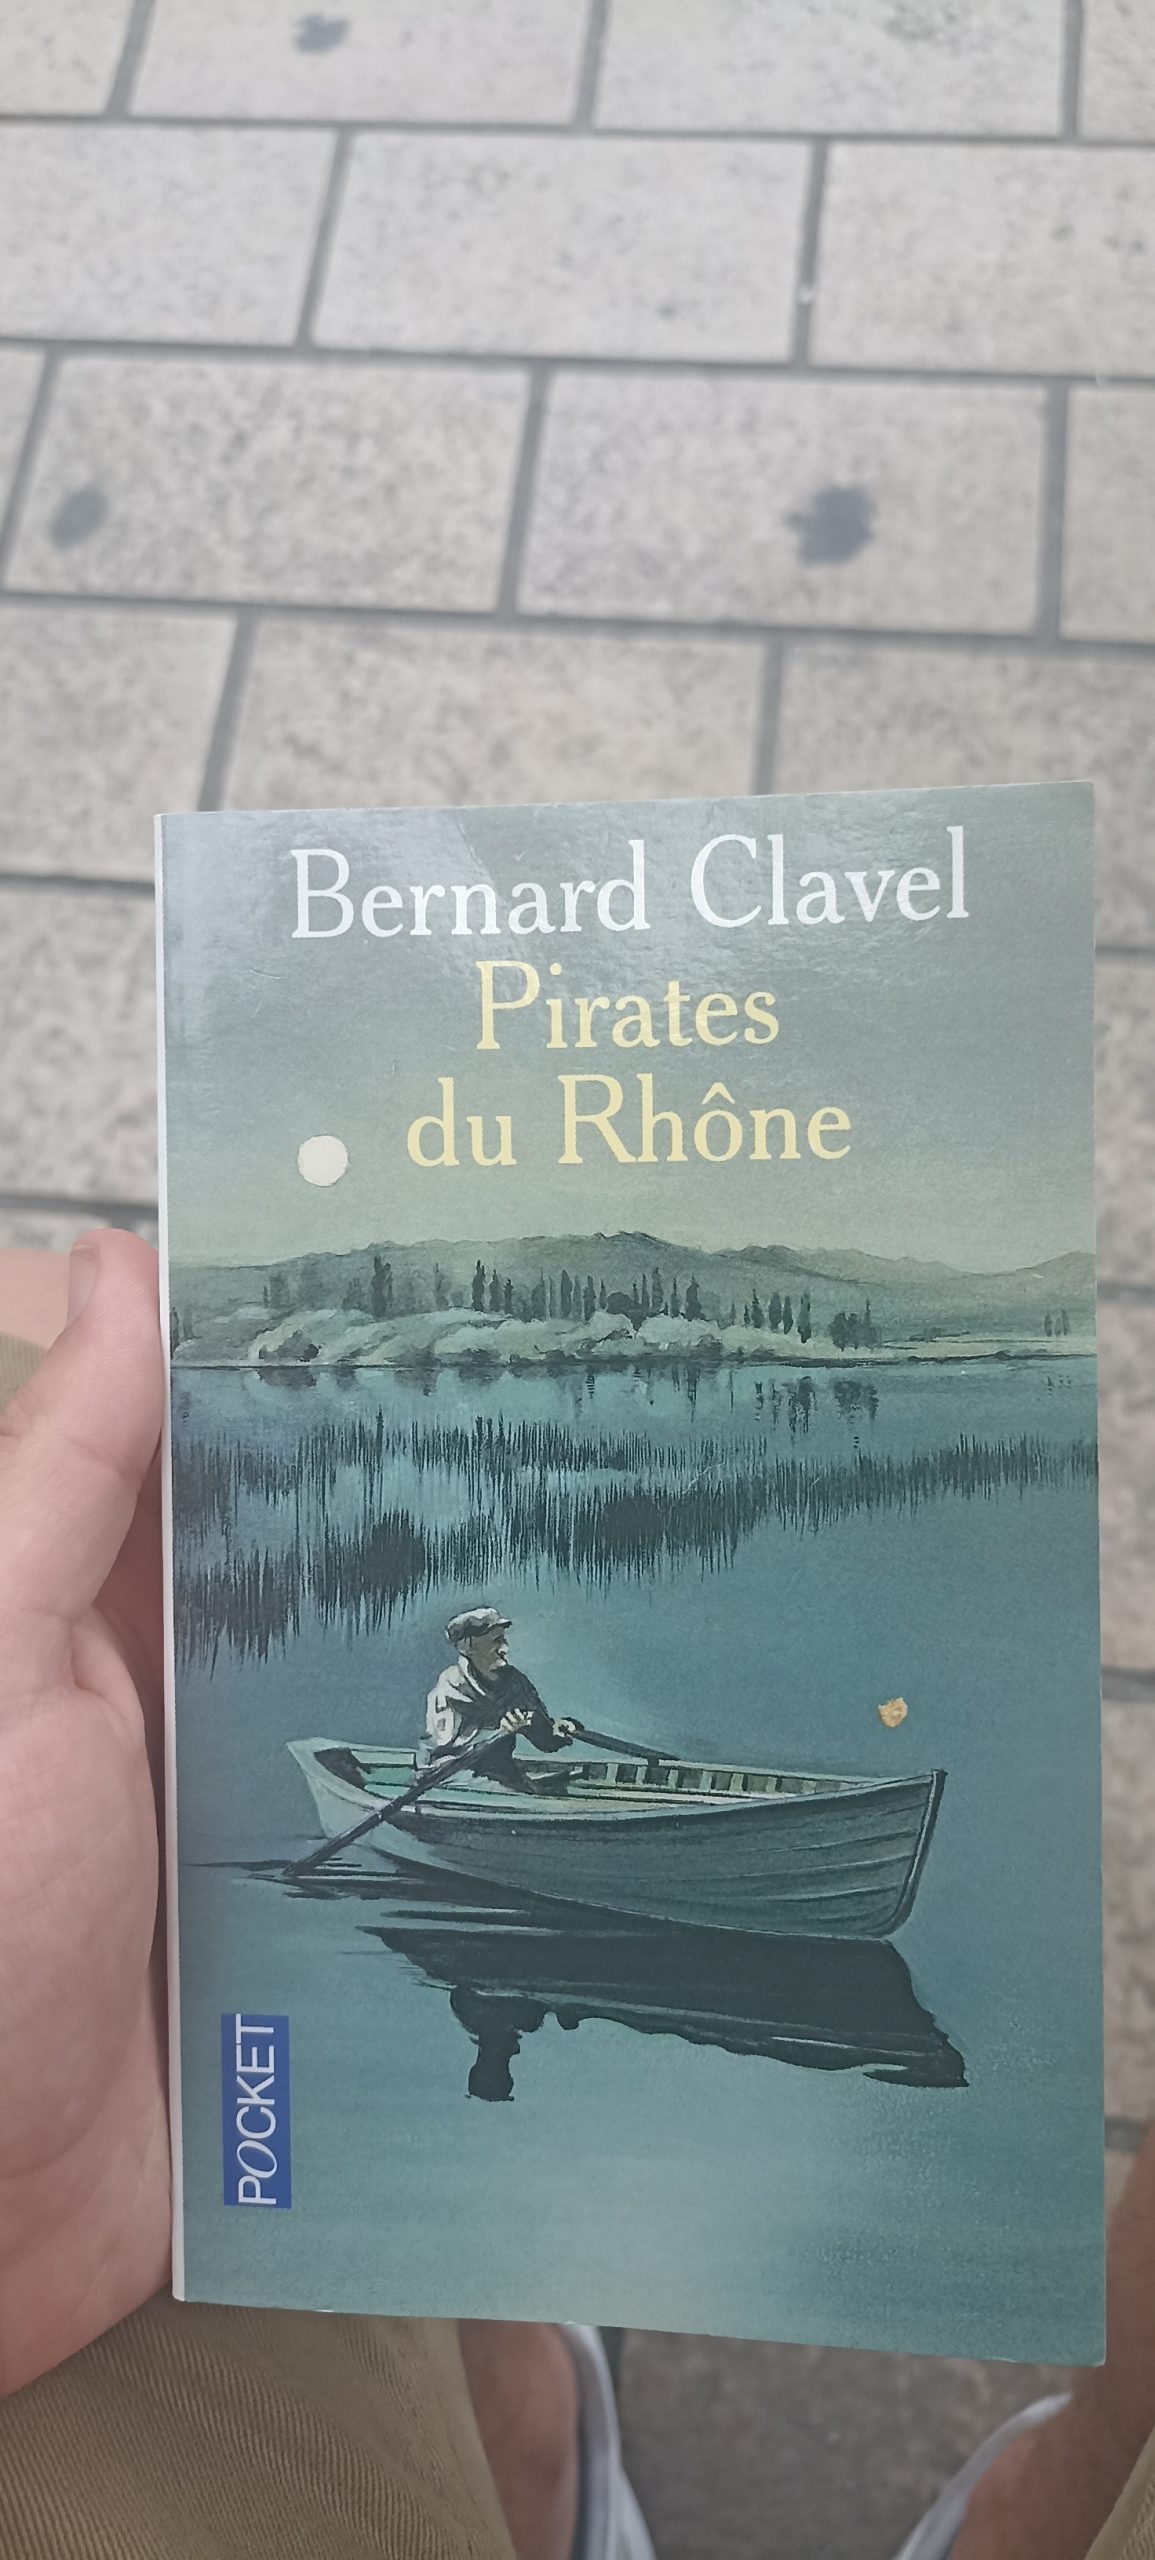 Bernard Clavel
Pirates
du Rhône
POCKET